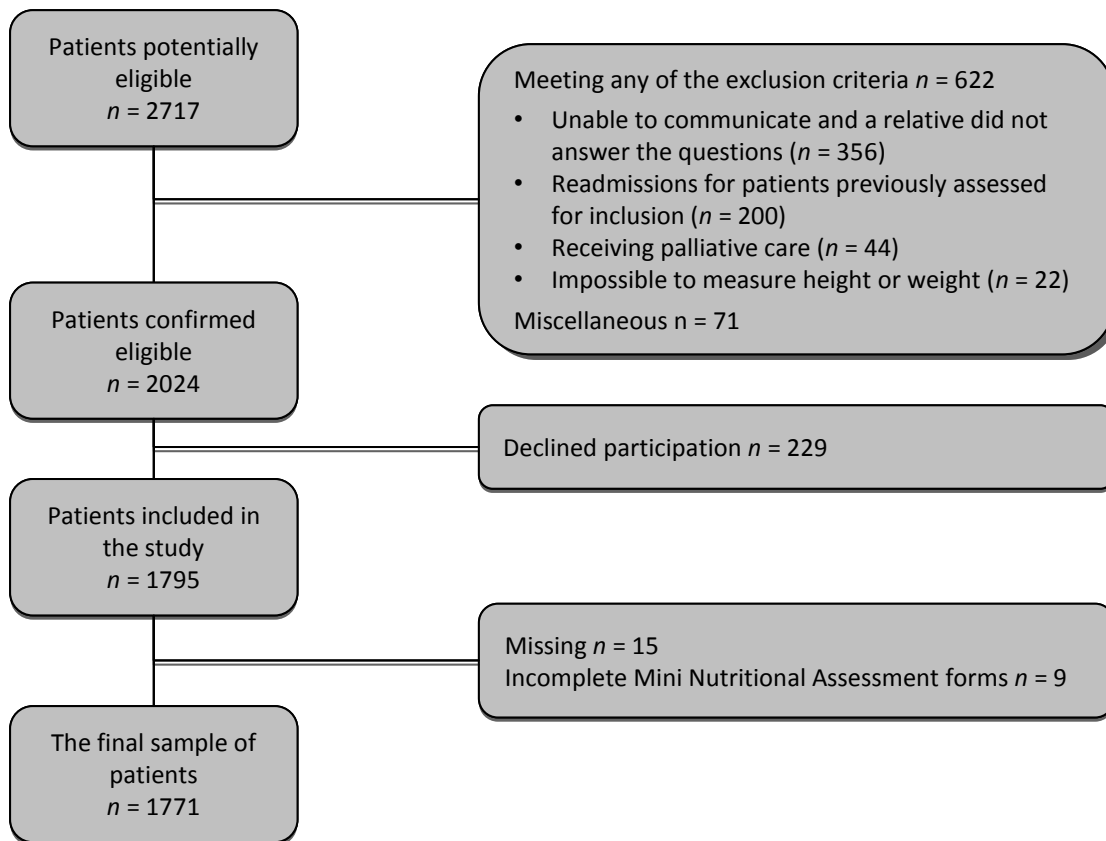 Patients potentially
eligible
n = 2717
Meeting any of the exclusion criteria n = 622
• Unable to communicate and a relative did not
answer the questions (n = 356)
• Readmissions for patients previously assessed
for inclusion (n = 200)
• Receiving palliative care (n = 44)
• Impossible to measure height or weight (n = 22)
Miscellaneous n = 71
Patients confirmed
eligible
n = 2024
Declined participation n = 229
Patients included in
the study
n = 1795
Missing n = 15
Incomplete Mini Nutritional Assessment forms n = 9
The final sample of
patients
n = 1771